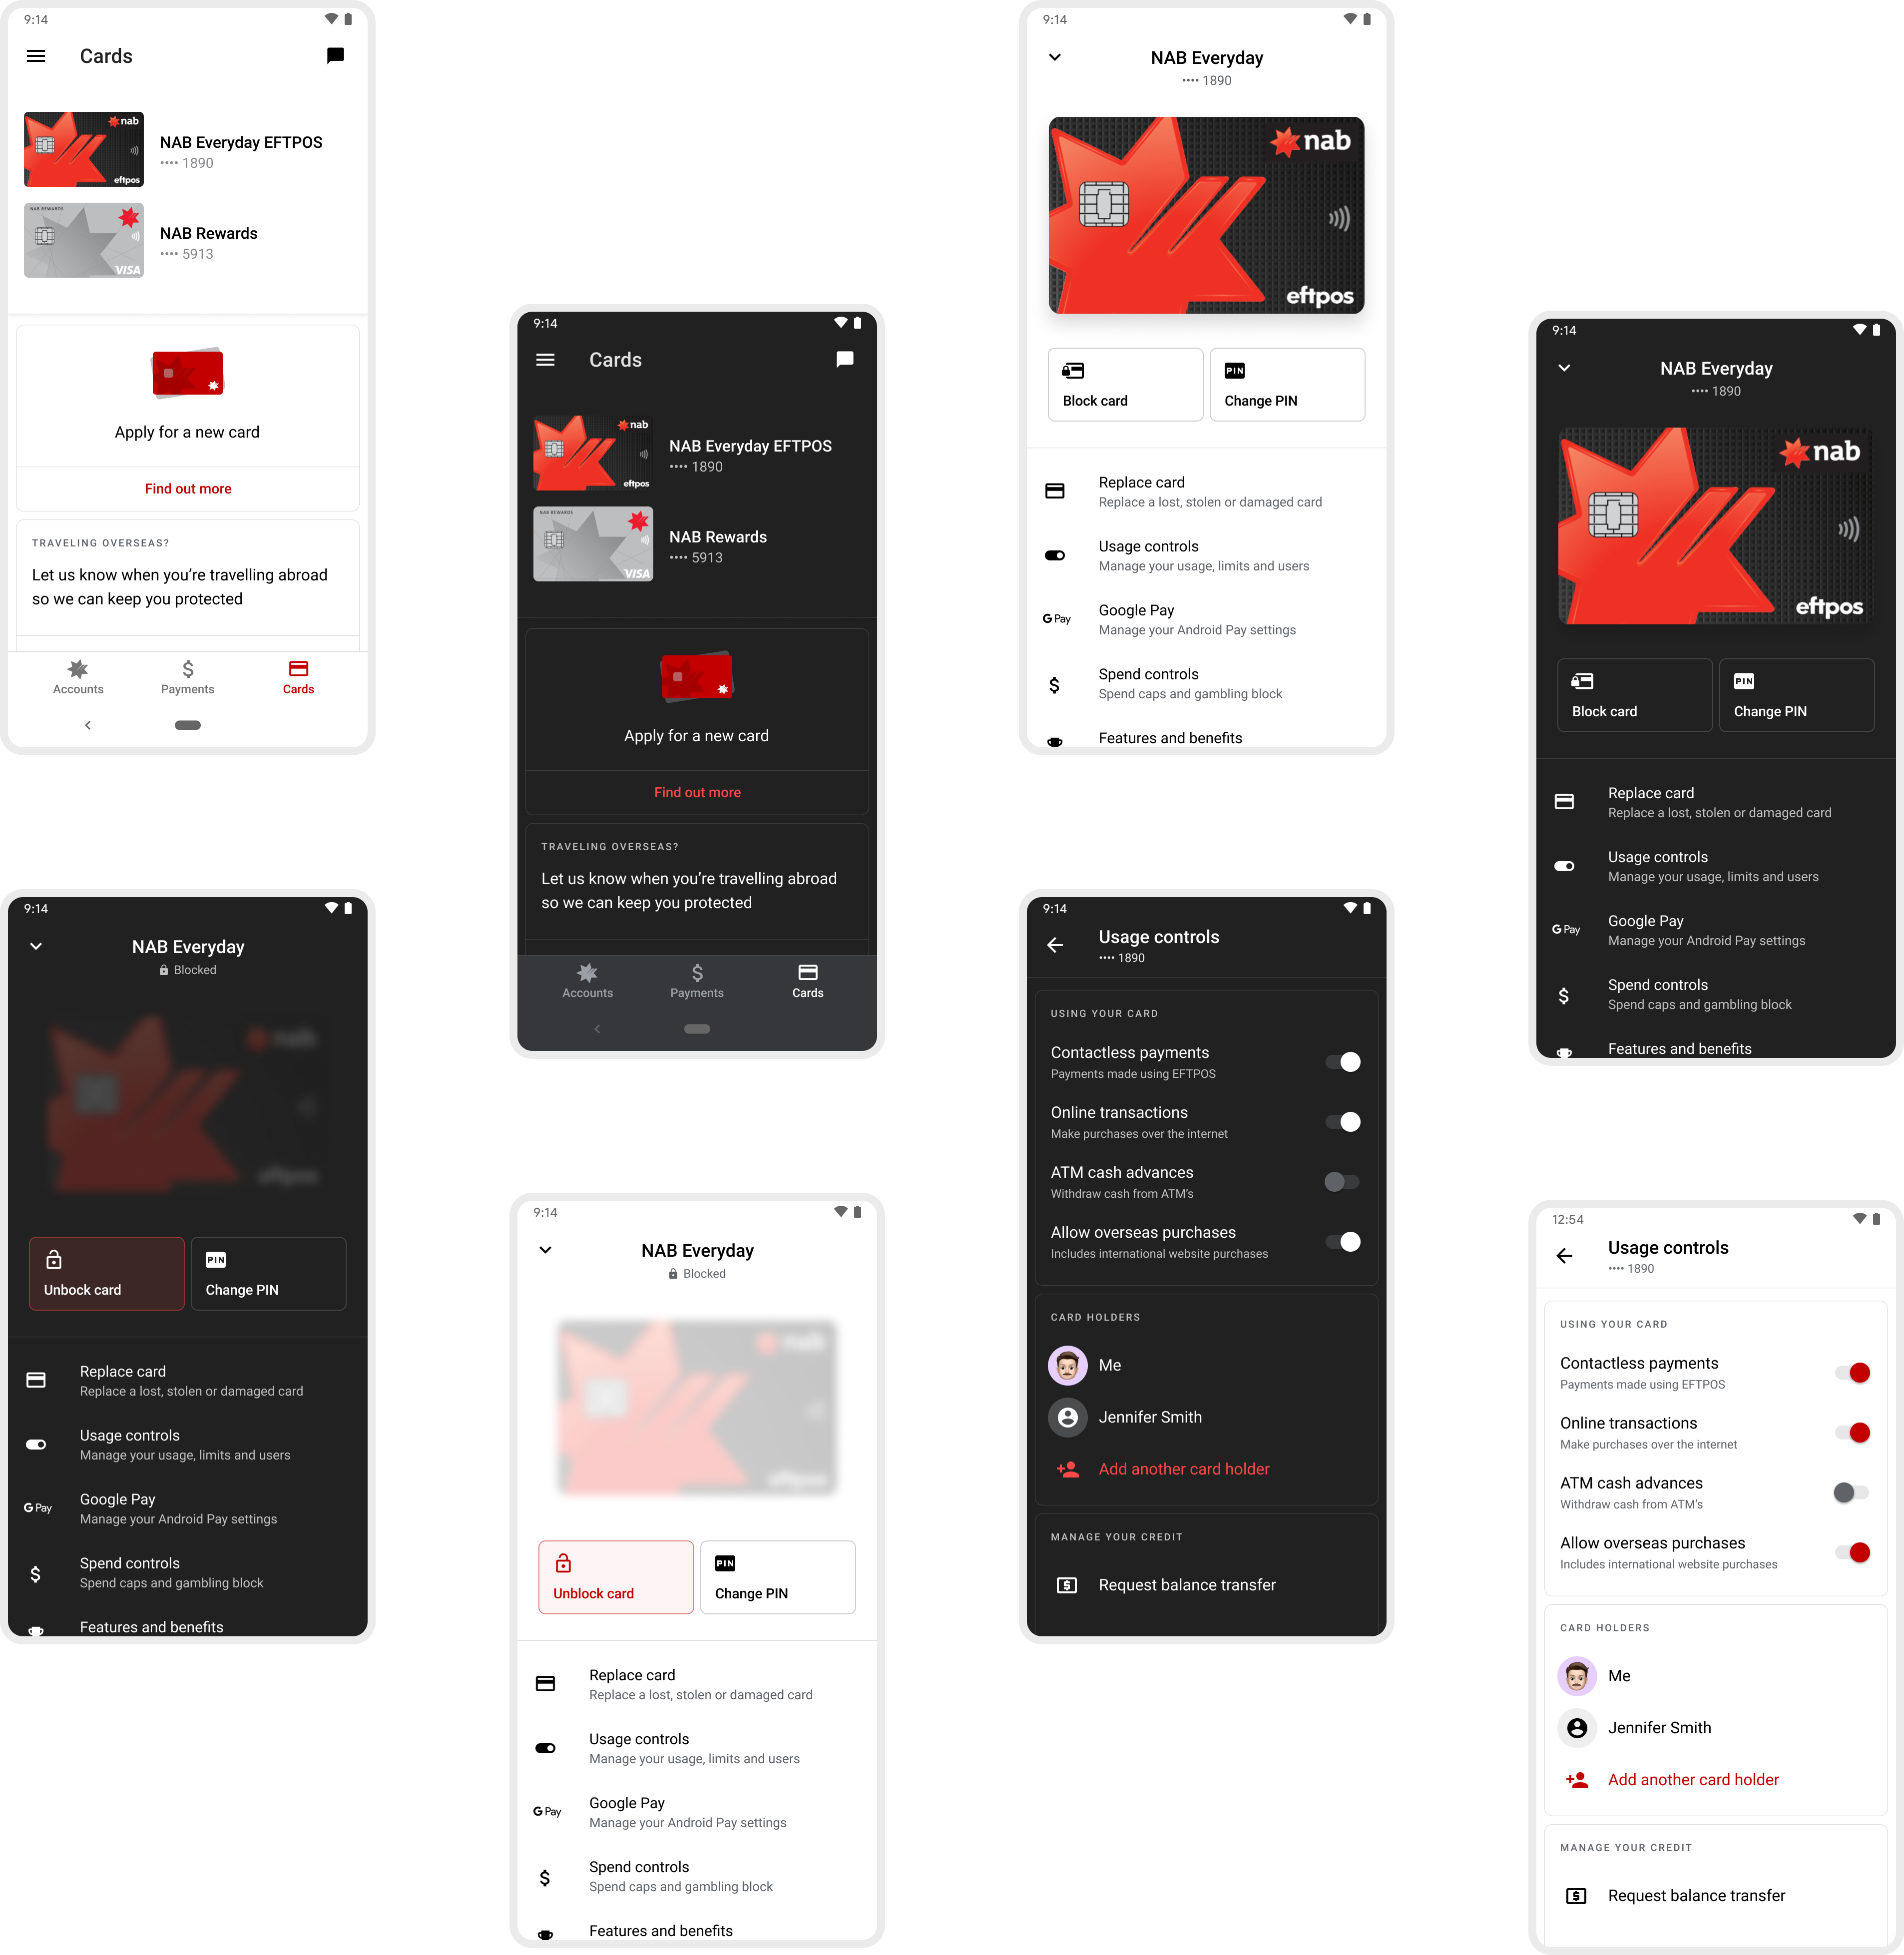 9:14
Cards
nab
eftpos
NAB Everyday EFTPOS
•••• 1890
NAB REWARDS
VISA
NAB Rewards
•••• 5913
Apply for a new card
Find out more
TRAVELING OVERSEAS?
Let us know when you’re travelling abroad
so we can keep you protected
Accounts
Payments
Cards
9:14
Cards
nab
eftpos
NAB Everyday EFTPOS
•••• 1890
NAB REWARDS
VISA
NAB Rewards
•••• 5913
Apply for a new card
Find out more
TRAVELING OVERSEAS?
Let us know when you’re travelling abroad
so we can keep you protected
Accounts
Payments
Cards
9:14
NAB Everyday
•••• 1890
nab
eftpos
Block card
PIN
Change PIN
Replace card
Replace a lost, stolen or damaged card
Usage controls
Manage your usage, limits and users
G Pay
Google Pay
Manage your Android Pay settings
$
Spend controls
Spend caps and gambling block
Features and benefits
9:14
NAB Everyday
•••• 1890
nab
eftpos
Block card
PIN
Change PIN
Replace card
Replace a lost, stolen or damaged card
Usage controls
Manage your usage, limits and users
G Pay
Google Pay
Manage your Android Pay settings
$
Spend controls
Spend caps and gambling block
Features and benefits
9:14
NAB Everyday
Blocked
nab
eftpos
Unbock card
PIN
Change PIN
Replace card
Replace a lost, stolen or damaged card
Usage controls
Manage your usage, limits and users
G Pay
Google Pay
Manage your Android Pay settings
$
Spend controls
Spend caps and gambling block
Features and benefits
9:14
NAB Everyday
Blocked
nab
eftpos
Unblock card
PIN
Change PIN
Replace card
Replace a lost, stolen or damaged card
Usage controls
Manage your usage, limits and users
G Pay
Google Pay
Manage your Android Pay settings
$
Spend controls
Spend caps and gambling block
Features and benefits
9:14
Usage controls
•••• 1890
USING YOUR CARD
Contactless payments
Payments made using EFTPOS
Online transactions
Make purchases over the internet
ATM cash advances
Withdraw cash from ATM’s
Allow overseas purchases
Includes international website purchases
CARD HOLDERS
Me
Jennifer Smith
Add another card holder
MANAGE YOUR CREDIT
Request balance transfer
12:54
Usage controls
•••• 1890
USING YOUR CARD
Contactless payments
Payments made using EFTPOS
Online transactions
Make purchases over the internet
ATM cash advances
Withdraw cash from ATM’s
Allow overseas purchases
Includes international website purchases
CARD HOLDERS
Me
Jennifer Smith
Add another card holder
MANAGE YOUR CREDIT
Request balance transfer